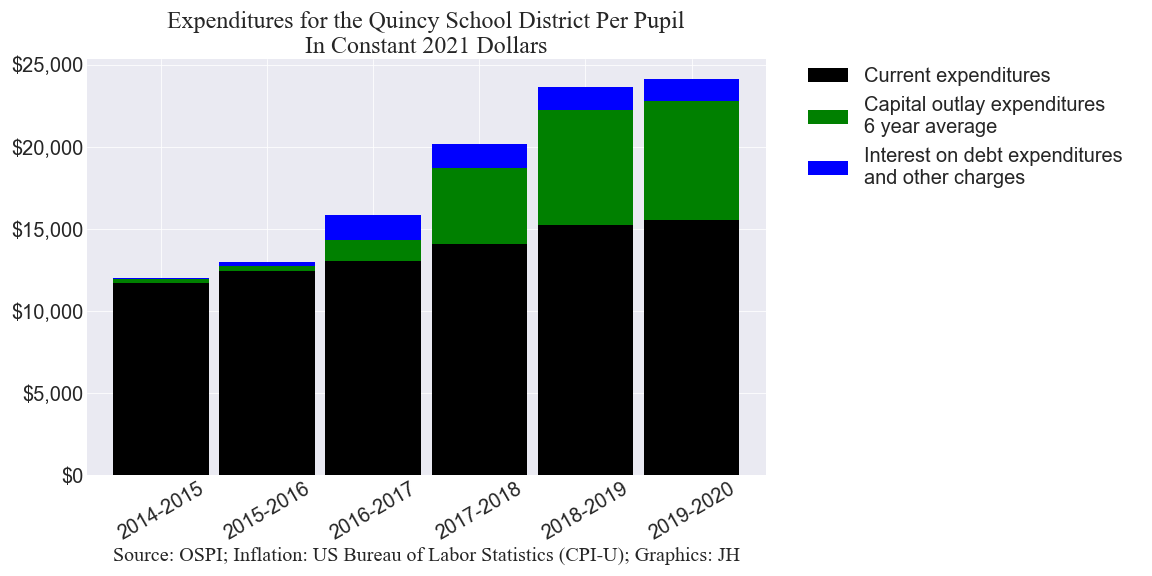 Expenditures for the Quincy School District Per Pupil
In Constant 2021 Dollars
$25,000
$20,000
$15,000
$10,000
$5,000
$0
Current expenditures
Capital outlay expenditures
6 year average
Interest on debt expenditures
and other charges
2014-2015
2015-2016
2016-2017
2017-2018
2018-2019
2019-2020
Source: OSPI; Inflation: US Bureau of Labor Statistics (CPI-U); Graphics: JH